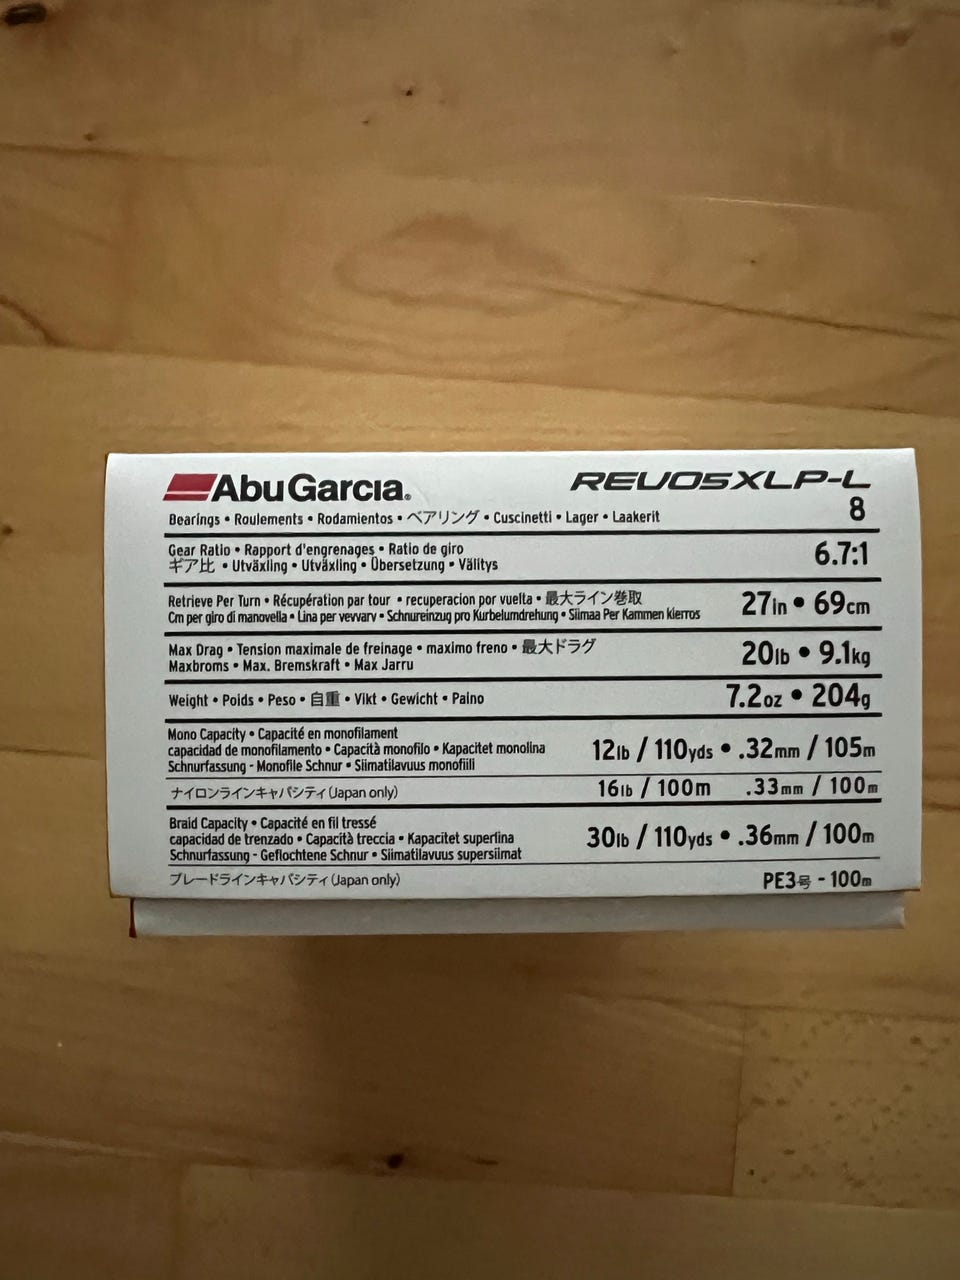 AbuGarcia®
REVO5XLP-L
Bearings • Roulements • Rodamientos • ベアリング • Cuscinetti • Lager • Laakerit
8
Gear Ratio • Rapport d'engrenages • Ratio de giro
ギア比 • Utväxling • Utväxling • Übersetzung • Välitys
6.7:1
Retrieve Per Turn • Récupération par tour • recuperacion por vuelta • 最大ライン巻取
Cm per giro di manovella • Lina per vevvarv • Schnureinzug pro Kurbelumdrehung • Siimaa Per Kammen kierros
27in • 69cm
Max Drag • Tension maximale de freinage • maximo freno • 最大ドラグ
Maxbroms • Max. Bremskraft • Max Jarru
20lb • 9.1kg
Weight • Poids • Peso • 自重 • Vikt • Gewicht • Paino
7.2oz • 204g
Mono Capacity • Capacité en monofilament
capacidad de monofilamento • Capacità monofilo • Kapacitet monolina
Schnurfassung - Monofile Schnur • Siimatilavuus monofiili
12lb / 110yds • .32mm / 105m
ナイロンラインキャパシティ(Japan only)
16lb / 100m .33mm / 100m
Braid Capacity • Capacité en fil tressé
capacidad de trenzado • Capacità treccia • Kapacitet superlina
Schnurfassung - Geflochtene Schnur • Siimatilavuus supersiimat
30lb / 110yds • .36mm / 100m
ブレードラインキャパシティ(Japan only)
PE3号 - 100m